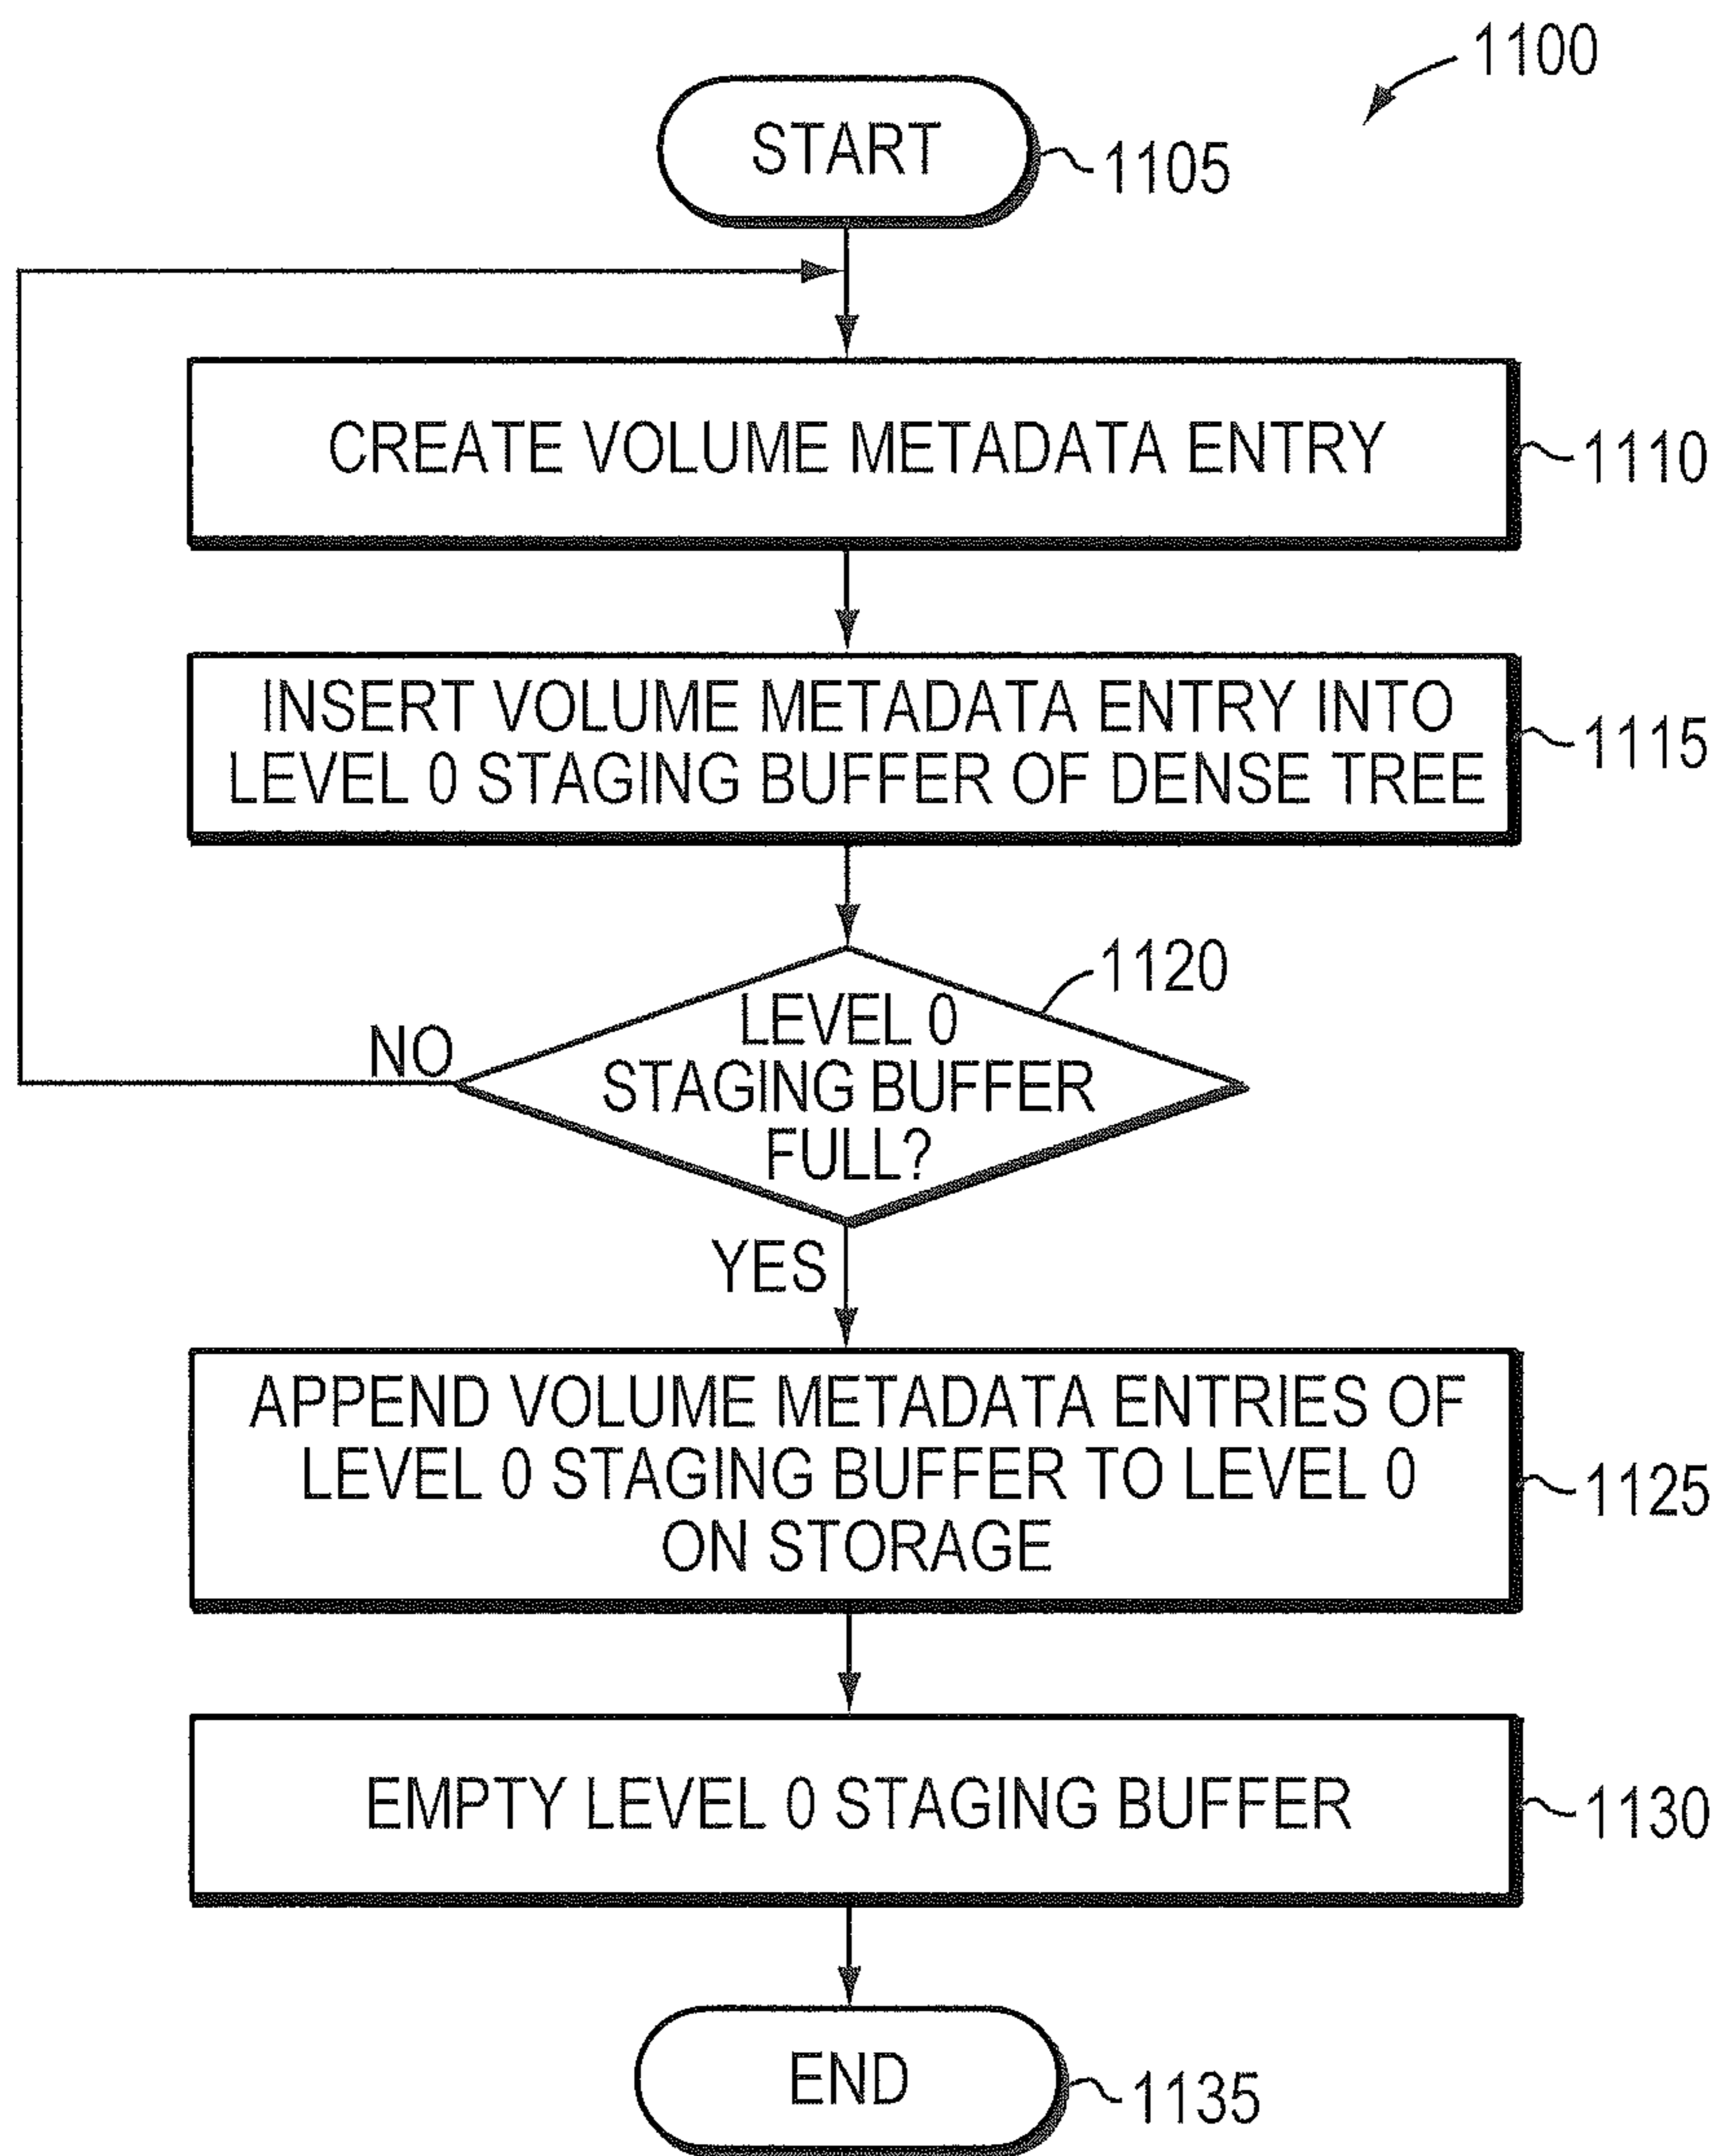 1100
START
1105
CREATE VOLUME METADATA ENTRY
1110
INSERT VOLUME METADATA ENTRY INTO
LEVEL 0 STAGING BUFFER OF DENSE TREE
1115
1120
LEVEL 0
STAGING BUFFER
FULL?
NO
YES
APPEND VOLUME METADATA ENTRIES OF
LEVEL 0 STAGING BUFFER TO LEVEL 0
ON STORAGE
1125
EMPTY LEVEL 0 STAGING BUFFER
1130
END
1135